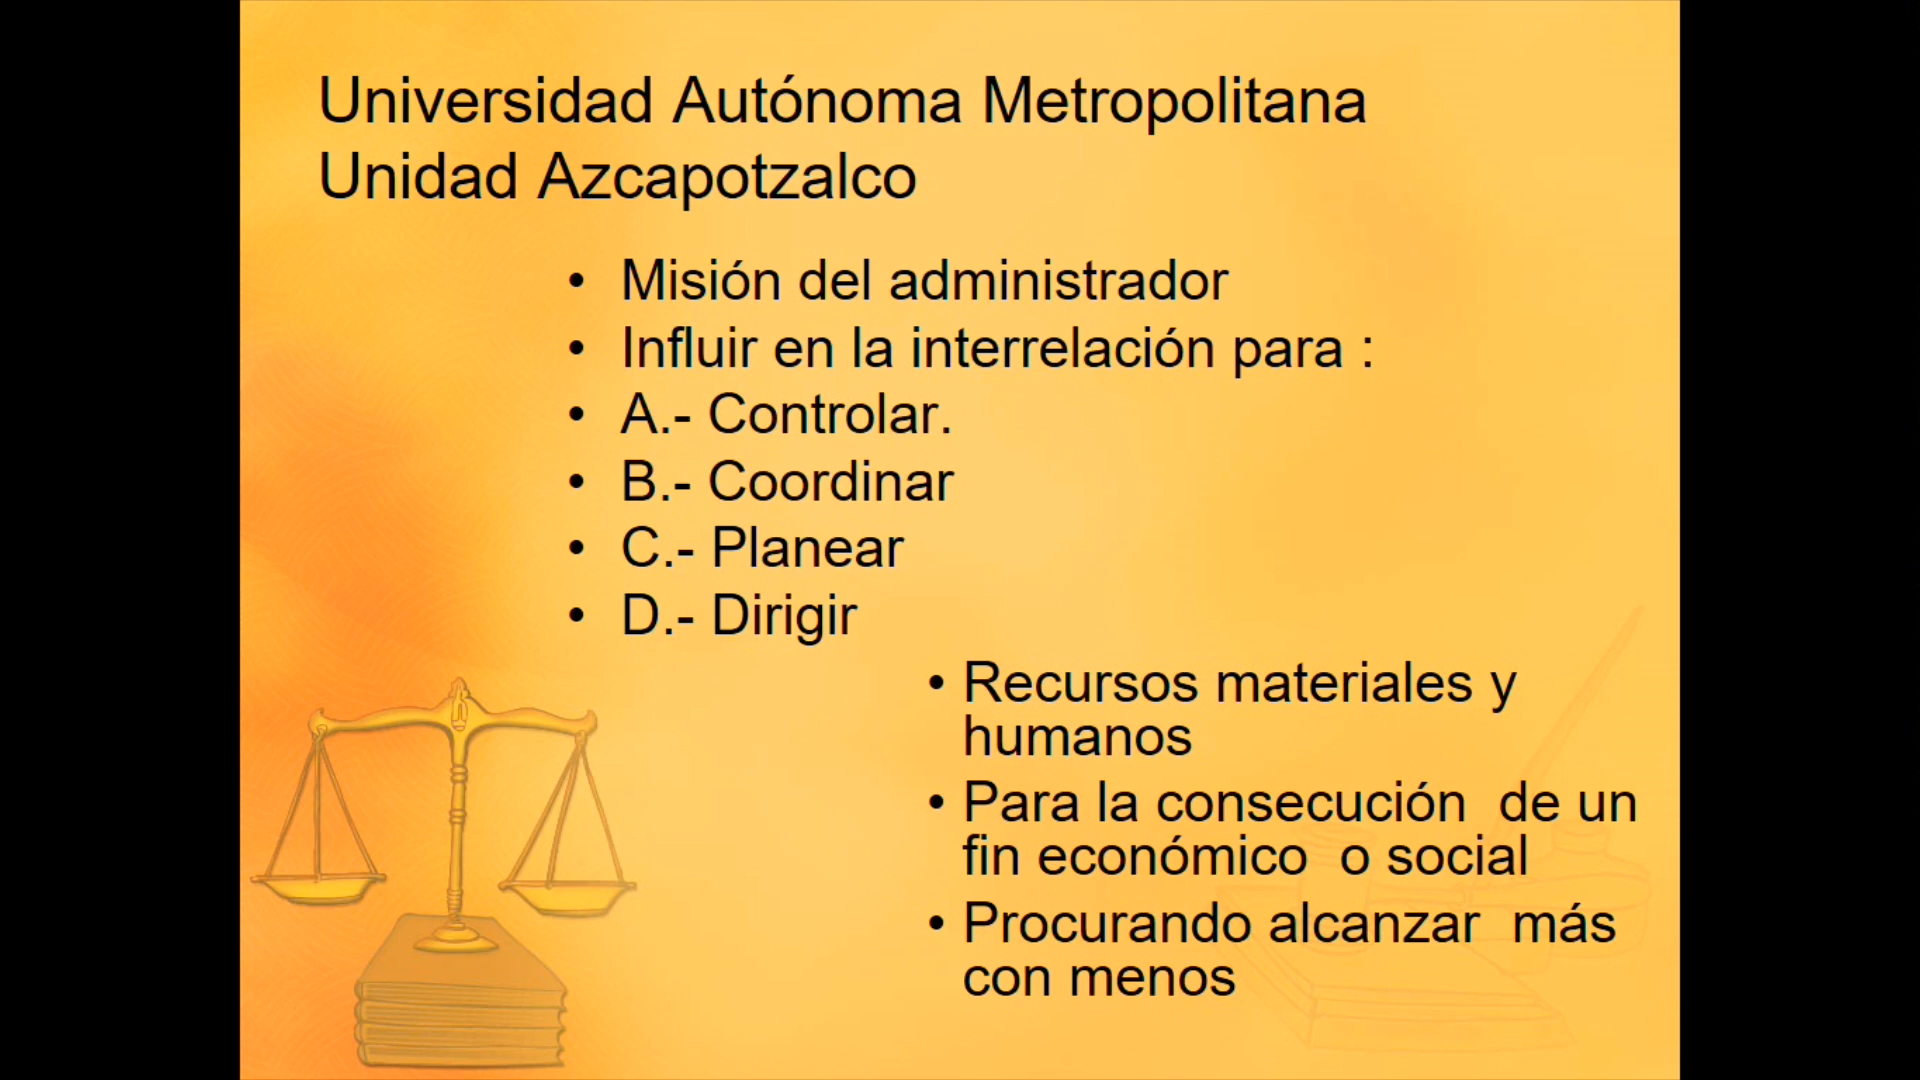 Universidad Autónoma Metropolitana
Unidad Azcapotzalco
• Misión del administrador
• Influir en la interrelación para :
• A.- Controlar.
• B.- Coordinar
• C.- Planear
• D.- Dirigir
• Recursos materiales y
humanos
• Para la consecución  de un
fin económico  o social
• Procurando alcanzar  más
con menos